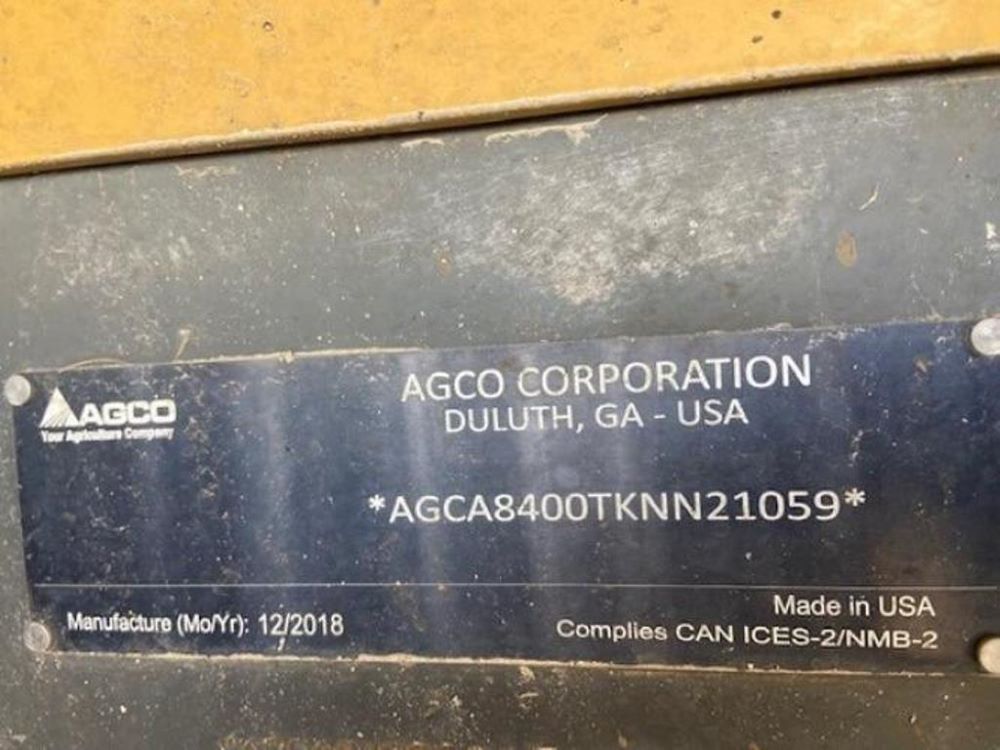 AGCO
Your Agriculture Company
AGCO CORPORATION
DULUTH, GA - USA
*AGCA8400TKNN21059*
Manufacture (Mo/Yr): 12/2018
Made in USA
Complies CAN ICES-2/NMB-2